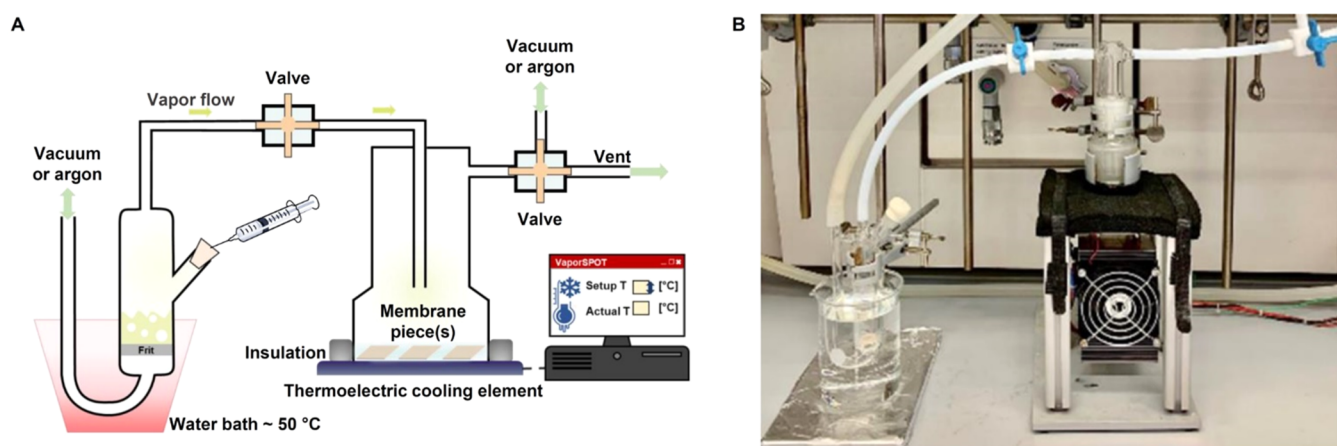 A
B
Vacuum
or argon
Valve
Vapor flow
Vacuum
or argon
Vent
Valve
VaporSPOT
Setup T [°C]
Actual T [°C]
Membrane
piece(s)
Frit
Insulation
Thermoelectric cooling element
Water bath ~ 50 °C